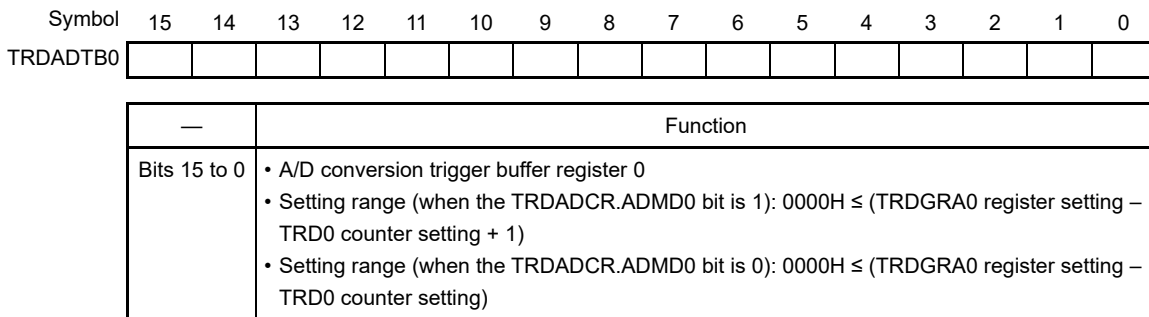 Symbol 15 14 13 12 11 10 9 8 7 6 5 4 3 2 1 0
TRDADTB0
— Function
Bits 15 to 0 • A/D conversion trigger buffer register 0
• Setting range (when the TRDADCR.ADMD0 bit is 1): 0000H ≤ (TRDGRA0 register setting –
TRD0 counter setting + 1)
• Setting range (when the TRDADCR.ADMD0 bit is 0): 0000H ≤ (TRDGRA0 register setting –
TRD0 counter setting)